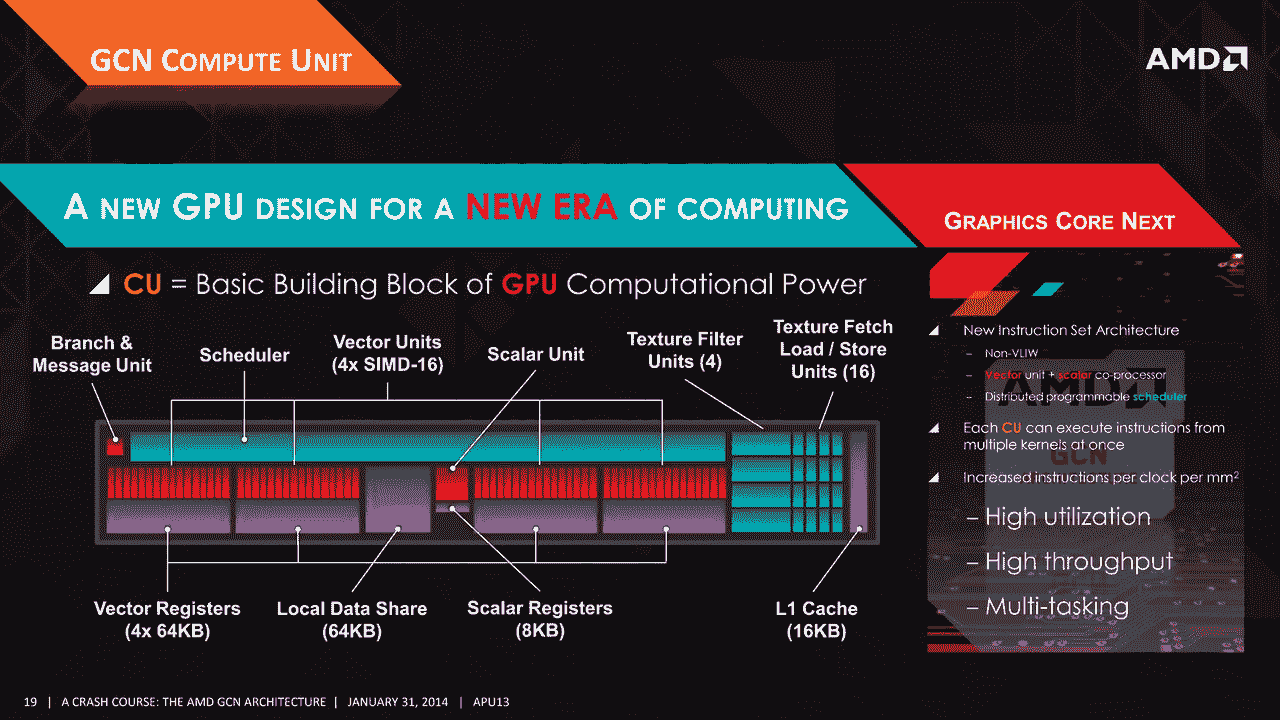 GCN COMPUTE UNIT
AMD
A NEW GPU DESIGN FOR A NEW ERA OF COMPUTING
GRAPHICS CORE NEXT
CU = Basic Building Block of GPU Computational Power
Branch &
Message Unit
Scheduler
Vector Units
(4x SIMD-16)
Scalar Unit
Texture Filter
Units (4)
Texture Fetch
Load / Store
Units (16)
Vector Registers
(4x 64KB)
Local Data Share
(64KB)
Scalar Registers
(8KB)
L1 Cache
(16KB)
New Instruction Set Architecture
– Non-VLIW
– Vector unit + scalar co-processor
– Distributed programmable scheduler
Each CU can execute instructions from
multiple kernels at once
Increased instructions per clock per mm²
– High utilization
– High throughput
– Multi-tasking
AMD
GCN
19 | A CRASH COURSE: THE AMD GCN ARCHITECTURE | JANUARY 31, 2014 | APU13